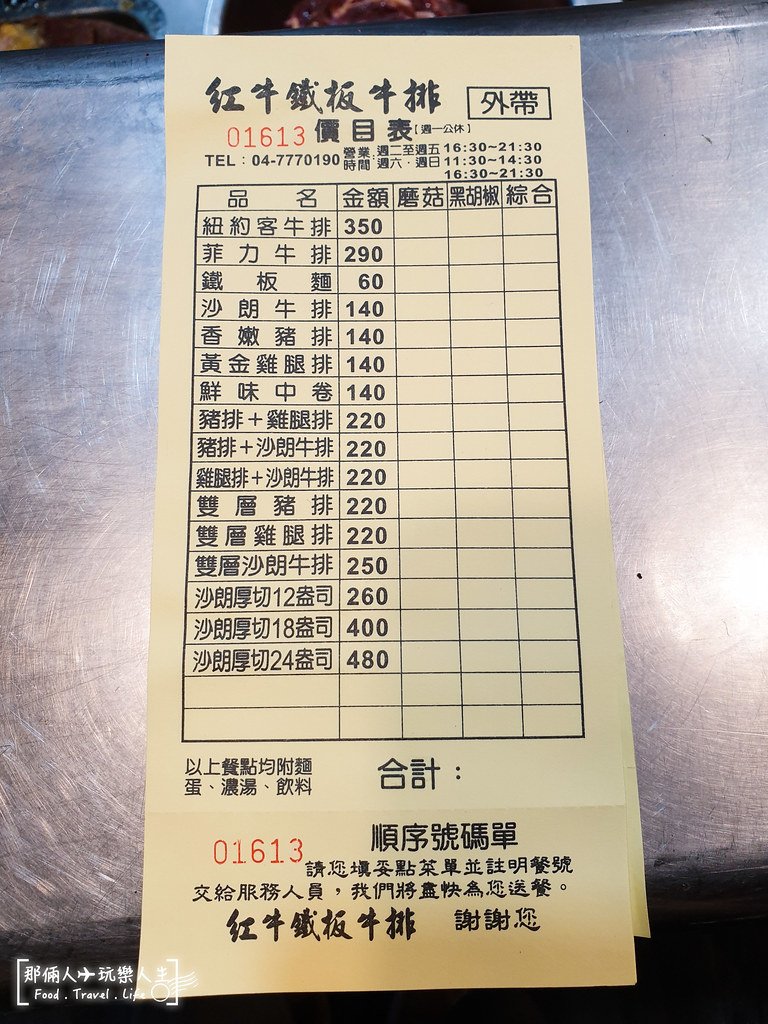 紅牛鐵板牛排 外帶
01613 價目表【週一公休】
TEL：04-7770190 營業時間：週二至週五 16:30~21:30
週六．週日 11:30~14:30
16:30~21:30
品名 金額 磨菇 黑胡椒 綜合
紐約客牛排 350
菲力牛排 290
鐵板麵 60
沙朗牛排 140
香嫩豬排 140
黃金雞腿排 140
鮮味中卷 140
豬排＋雞腿排 220
豬排＋沙朗牛排 220
雞腿排＋沙朗牛排 220
雙層豬排 220
雙層雞腿排 220
雙層沙朗牛排 250
沙朗厚切12盎司 260
沙朗厚切18盎司 400
沙朗厚切24盎司 480
以上餐點均附麵
蛋、濃湯、飲料
合計：
01613 順序號碼單
請您填妥點菜單並註明餐號
交給服務人員，我們將盡快為您送餐。
紅牛鐵板牛排 謝謝您
那倆人玩樂人生
Food . Travel . Life